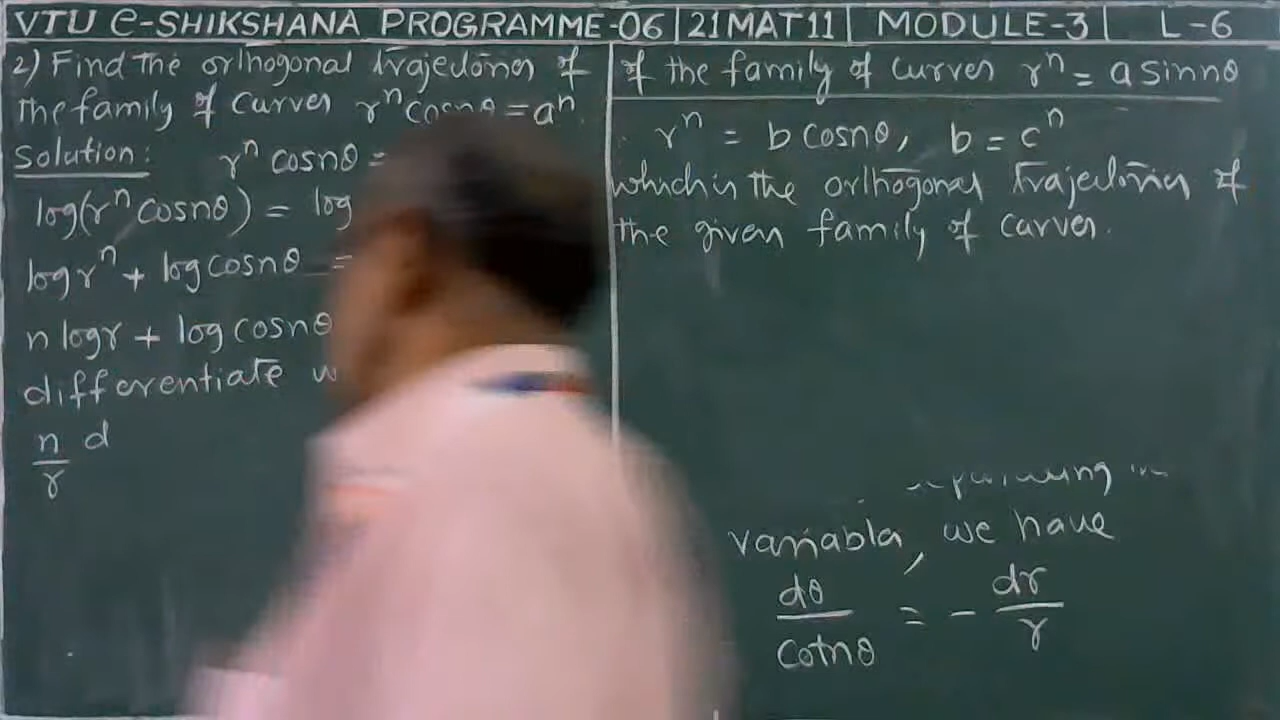 VTU e-SHIKSHANA PROGRAMME-06 | 21MAT11 | MODULE-3 | L-6
2) Find the orthogonal trajectories of
the family of curves rⁿ cosnθ = aⁿ
Solution: rⁿ cosnθ =
log(rⁿ cosnθ) = log
log rⁿ + log cosnθ =
n log r + log cosnθ
differentiate w
n/r d
of the family of curves rⁿ = a sinnθ
rⁿ = b cosnθ, b = cⁿ
which is the orthogonal trajectories of
the given family of curves.
variables, we have
dθ/cotnθ = - dr/r